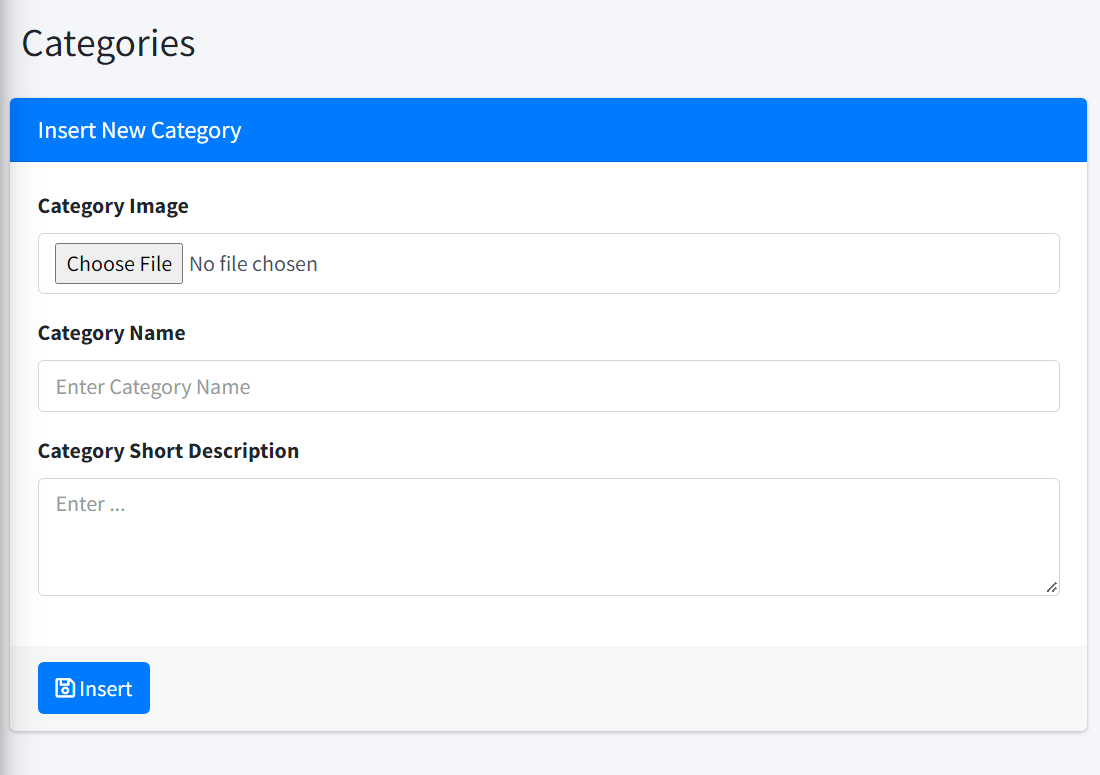 Categories
Insert New Category
Category Image
Choose File No file chosen
Category Name
Enter Category Name
Category Short Description
Enter ...
Insert